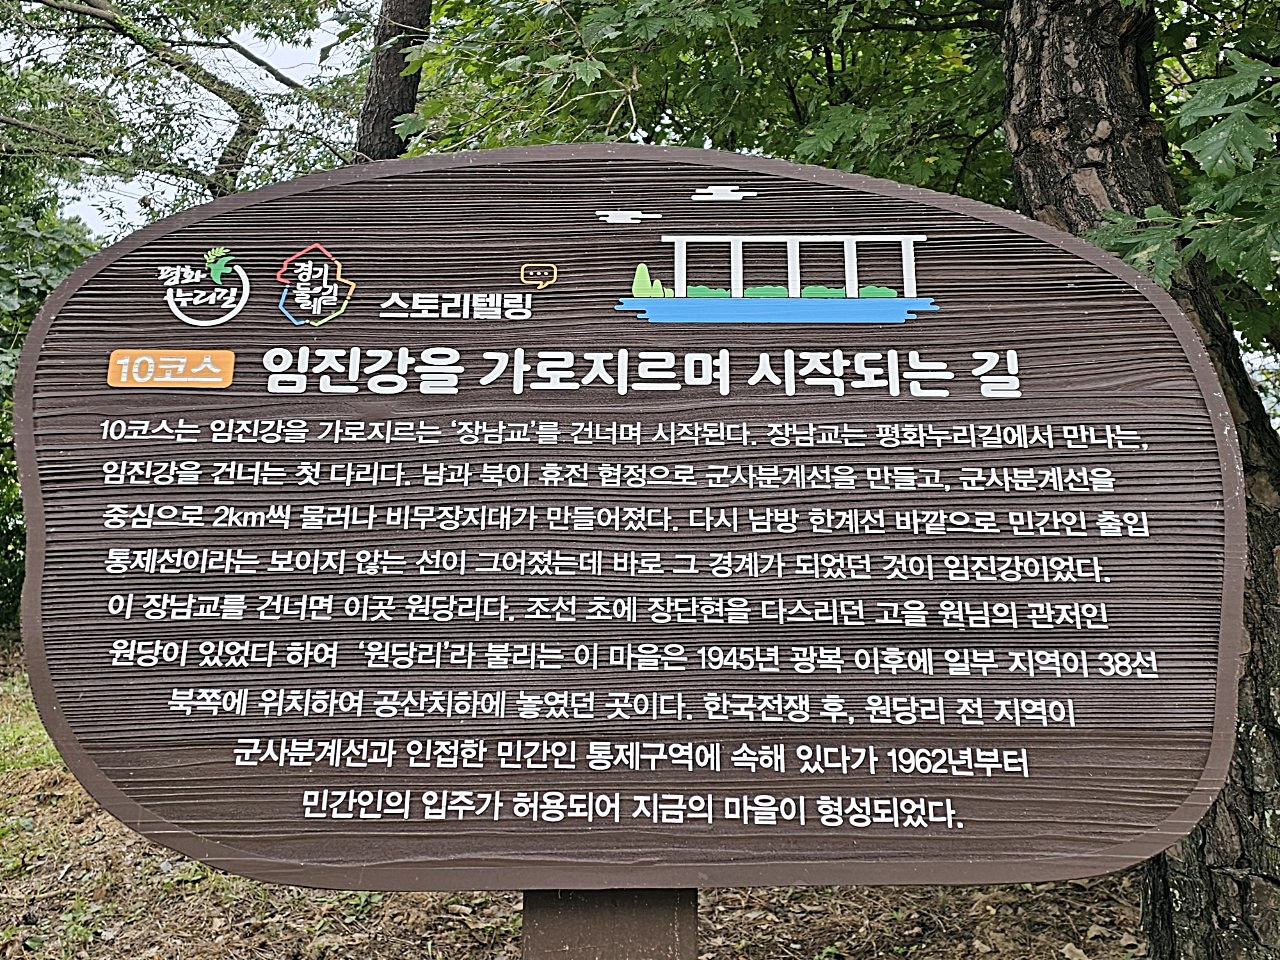 평화
누리길
경기
둘레길
스토리텔링
10코스 임진강을 가로지르며 시작되는 길
10코스는 임진강을 가로지르는 '장남교'를 건너며 시작된다. 장남교는 평화누리길에서 만나는,
임진강을 건너는 첫 다리다. 남과 북이 휴전 협정으로 군사분계선을 만들고, 군사분계선을
중심으로 2km씩 물러나 비무장지대가 만들어졌다. 다시 남방 한계선 바깥으로 민간인 출입
통제선이라는 보이지 않는 선이 그어졌는데 바로 그 경계가 되었던 것이 임진강이었다.
이 장남교를 건너면 이곳 원당리다. 조선 초에 장단현을 다스리던 고을 원님의 관저인
원당이 있었다 하여 '원당리'라 불리는 이 마을은 1945년 광복 이후에 일부 지역이 38선
북쪽에 위치하여 공산치하에 놓였던 곳이다. 한국전쟁 후, 원당리 전 지역이
군사분계선과 인접한 민간인 통제구역에 속해 있다가 1962년부터
민간인의 입주가 허용되어 지금의 마을이 형성되었다.